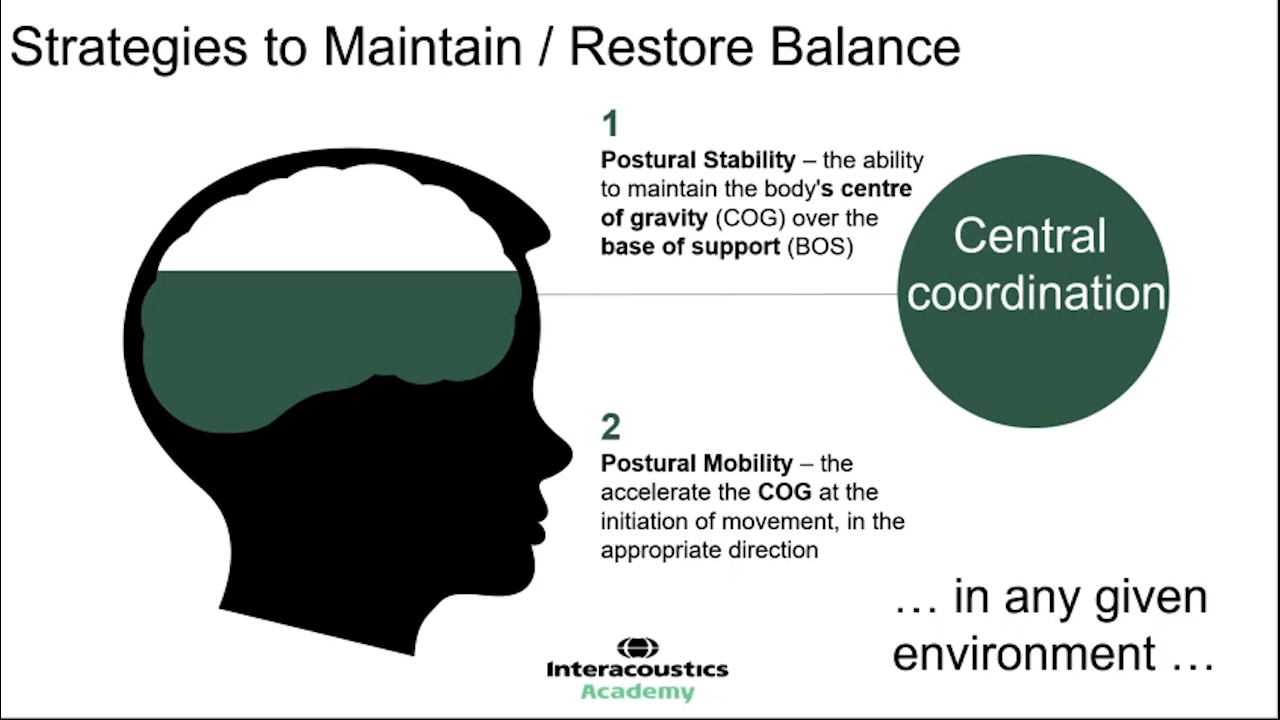 Strategies to Maintain / Restore Balance
1
Postural Stability – the ability
to maintain the body's centre
of gravity (COG) over the
base of support (BOS)
Central
coordination
2
Postural Mobility – the
accelerate the COG at the
initiation of movement, in the
appropriate direction
… in any given
environment …
Interacoustics
Academy